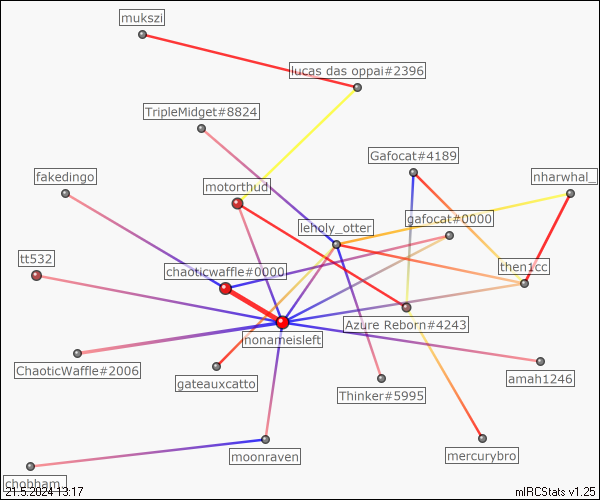 mukszi
lucas das oppai#2396
TripleMidget#8824
Gafocat#4189
fakedingo
nharwhal_
motorthud
gafocat#0000
leholy_otter
tt532
chaoticwaffle#0000
then1cc
Azure Reborn#4243
nonameisleft
ChaoticWaffle#2006
gateauxcatto
amah1246
Thinker#5995
moonraven
mercurybro
chobham_
21.5.2024 13:17
mIRCStats v1.25